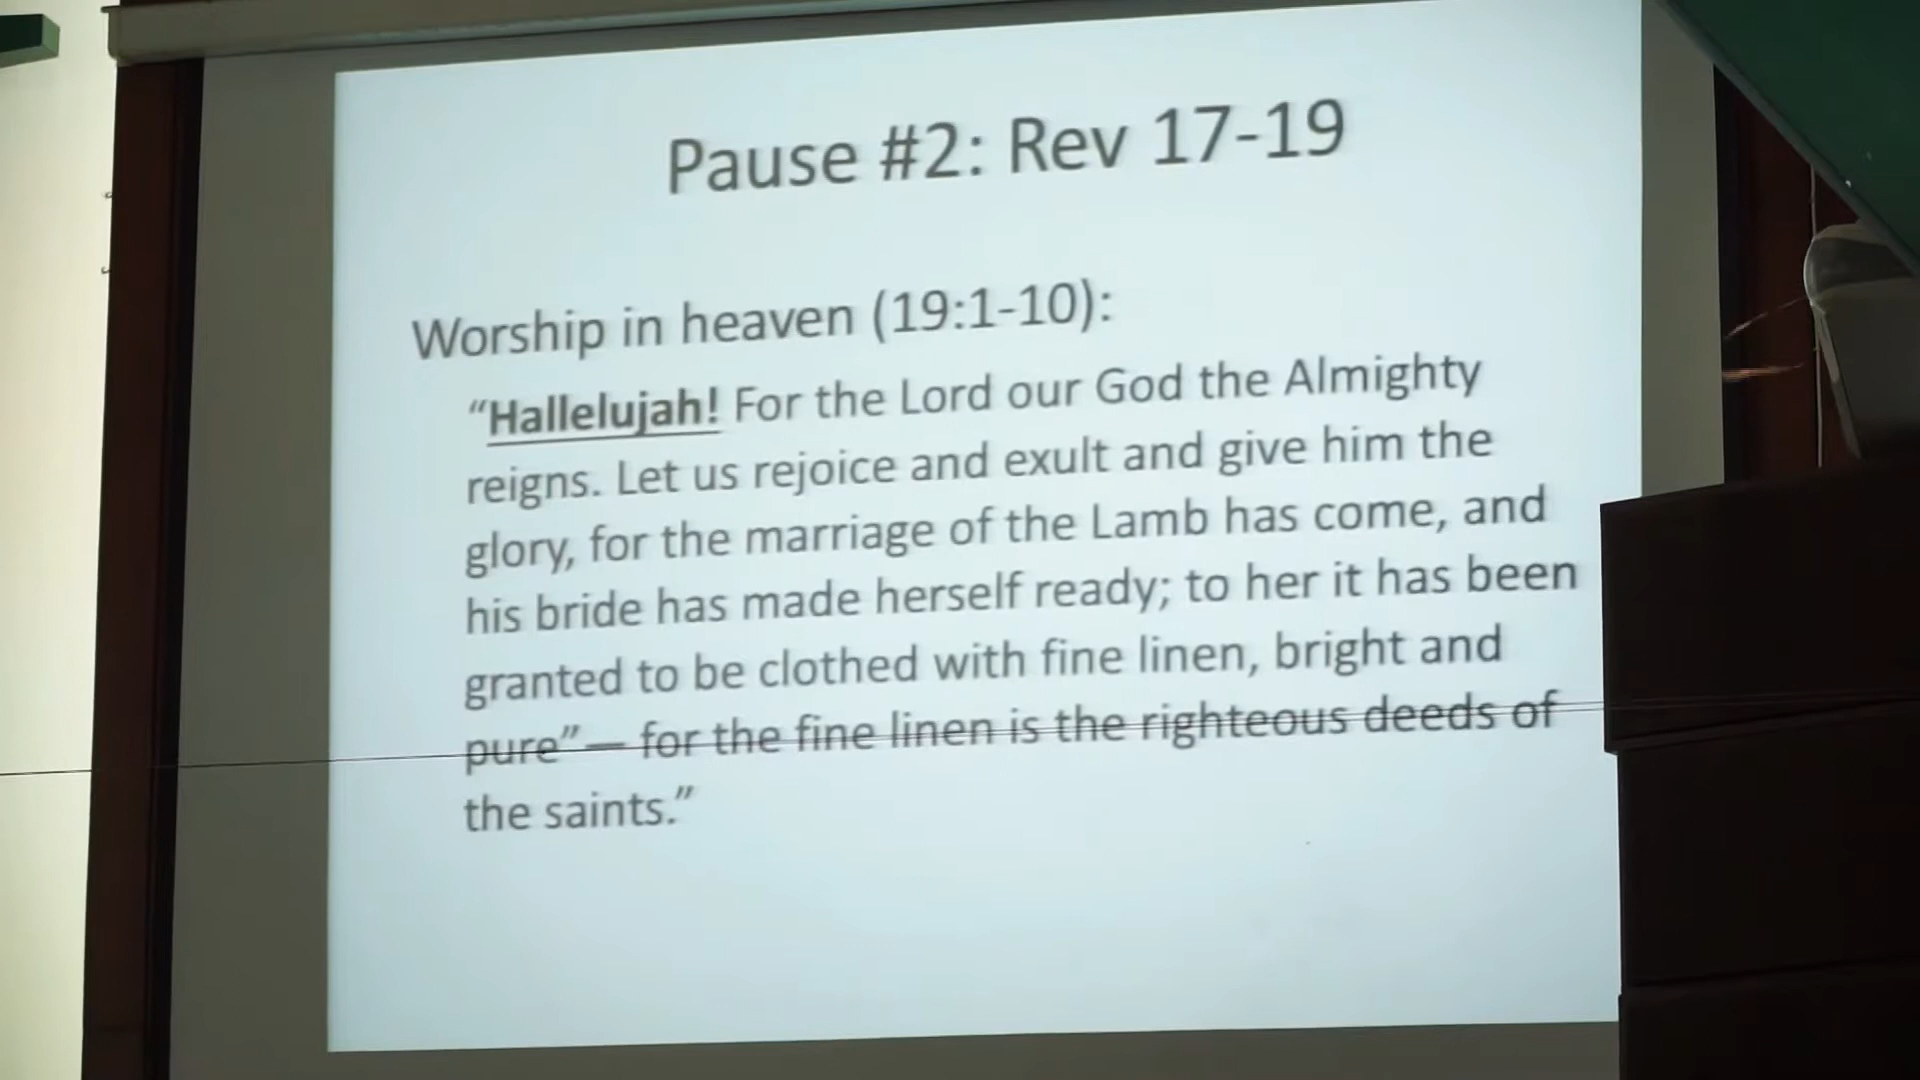 Pause #2: Rev 17-19
Worship in heaven (19:1-10):
“Hallelujah! For the Lord our God the Almighty
reigns. Let us rejoice and exult and give him the
glory, for the marriage of the Lamb has come, and
his bride has made herself ready; to her it has been
granted to be clothed with fine linen, bright and
pure”— for the fine linen is the righteous deeds of
the saints.”